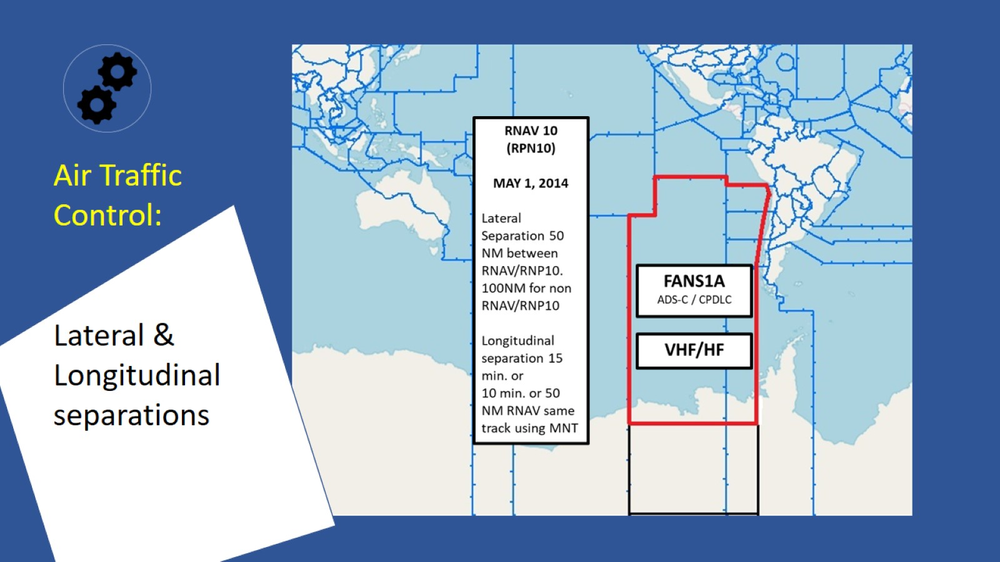 Air Traffic
Control:
Lateral &
Longitudinal
separations
RNAV 10
(RPN10)
MAY 1, 2014
Lateral
Separation 50
NM between
RNAV/RNP10.
100NM for non
RNAV/RNP10
Longitudinal
separation 15
min. or
10 min. or 50
NM RNAV same
track using MNT
FANS1A
ADS-C / CPDLC
VHF/HF